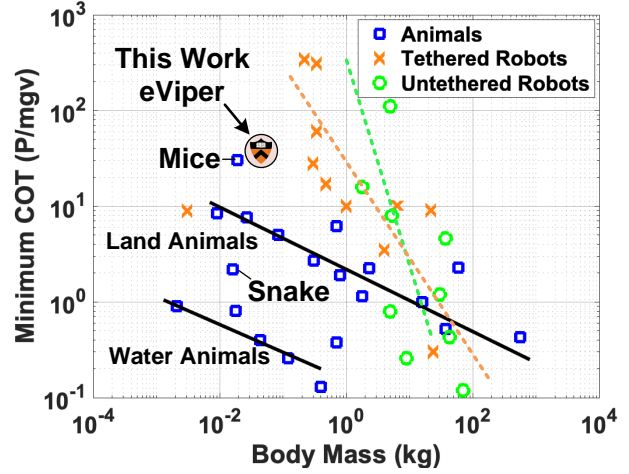 Minimum COT (P/mgv)
10^3
10^2
10^1
10^0
10^-1
This Work
eViper
Mice
Land Animals
Snake
Water Animals
Animals
Tethered Robots
Untethered Robots
10^-4
10^-2
10^0
10^2
10^4
Body Mass (kg)